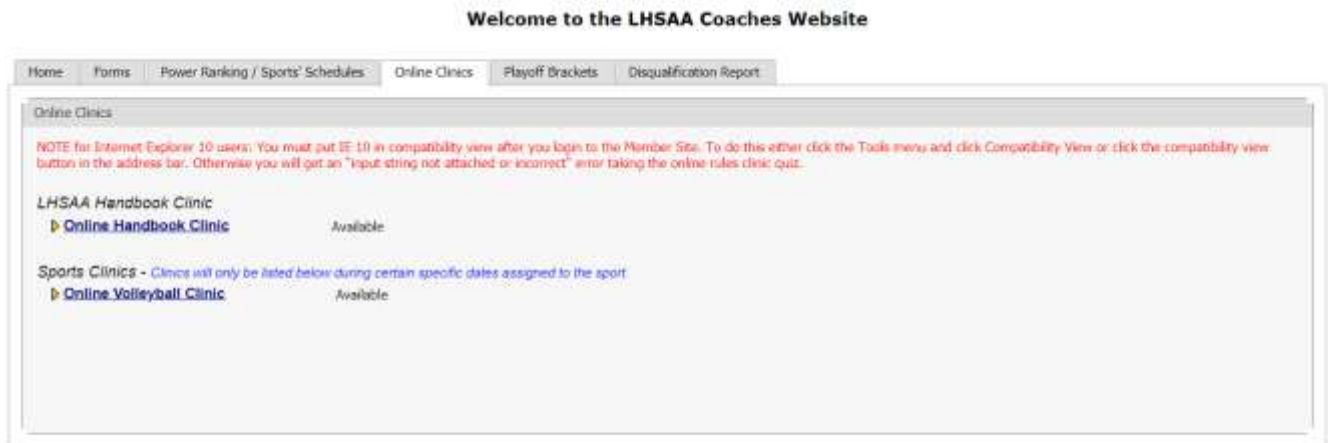 Welcome to the LHSAA Coaches Website
Home Forms Power Ranking / Sports' Schedules Online Clinics Playoff Brackets Disqualification Report
Online Clinics
NOTE for Internet Explorer 10 users: You must put IE 10 in compatibility view after you login to the Member Site. To do this either click the Tools menu and click Compatibility View or click the compatibility view
button in the address bar. Otherwise you will get an "input string not attached or incorrect" error taking the online rules clinic quiz.
LHSAA Handbook Clinic
Online Handbook Clinic Available
Sports Clinics - Clinics will only be listed below during certain specific dates assigned to the sport
Online Volleyball Clinic Available